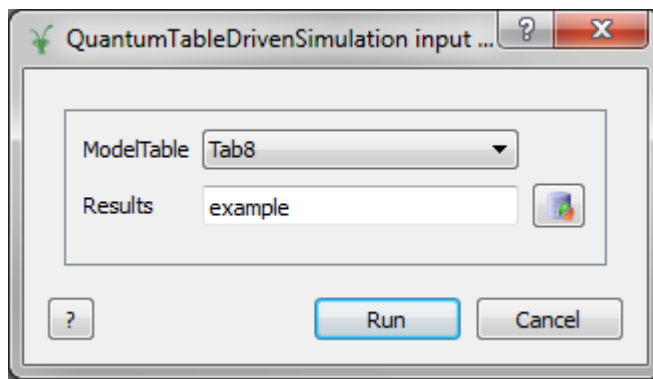 QuantumTableDrivenSimulation input ...
ModelTable Tab8
Results example
? Run Cancel